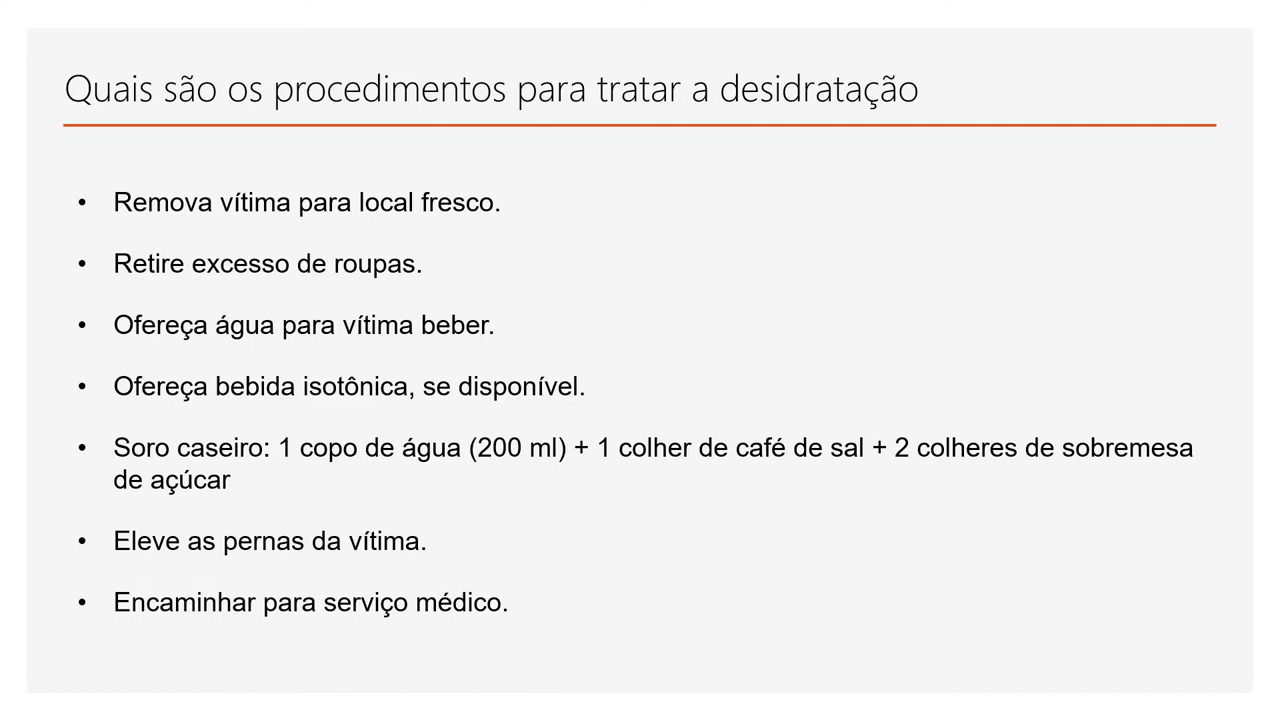 Quais são os procedimentos para tratar a desidratação
• Remova vítima para local fresco.
• Retire excesso de roupas.
• Ofereça água para vítima beber.
• Ofereça bebida isotônica, se disponível.
• Soro caseiro: 1 copo de água (200 ml) + 1 colher de café de sal + 2 colheres de sobremesa
de açúcar
• Eleve as pernas da vítima.
• Encaminhar para serviço médico.